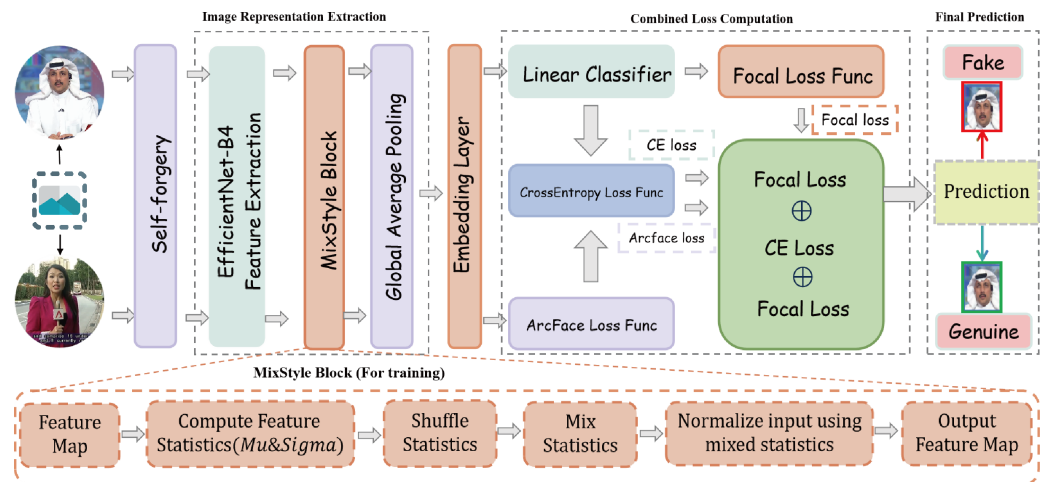 Image Representation Extraction
Combined Loss Computation
Final Prediction
Self-forgery
EfficientNet-B4
Feature Extraction
MixStyle Block
Global Average Pooling
Embedding Layer
Linear Classifier
Focal Loss Func
Focal loss
CE loss
CrossEntropy Loss Func
Arcface loss
ArcFace Loss Func
Focal Loss
⊕
CE Loss
⊕
Focal Loss
Fake
Prediction
Genuine
MixStyle Block (For training)
Feature
Map
Compute Feature
Statistics(Mu&Sigma)
Shuffle
Statistics
Mix
Statistics
Normalize input using
mixed statistics
Output
Feature Map